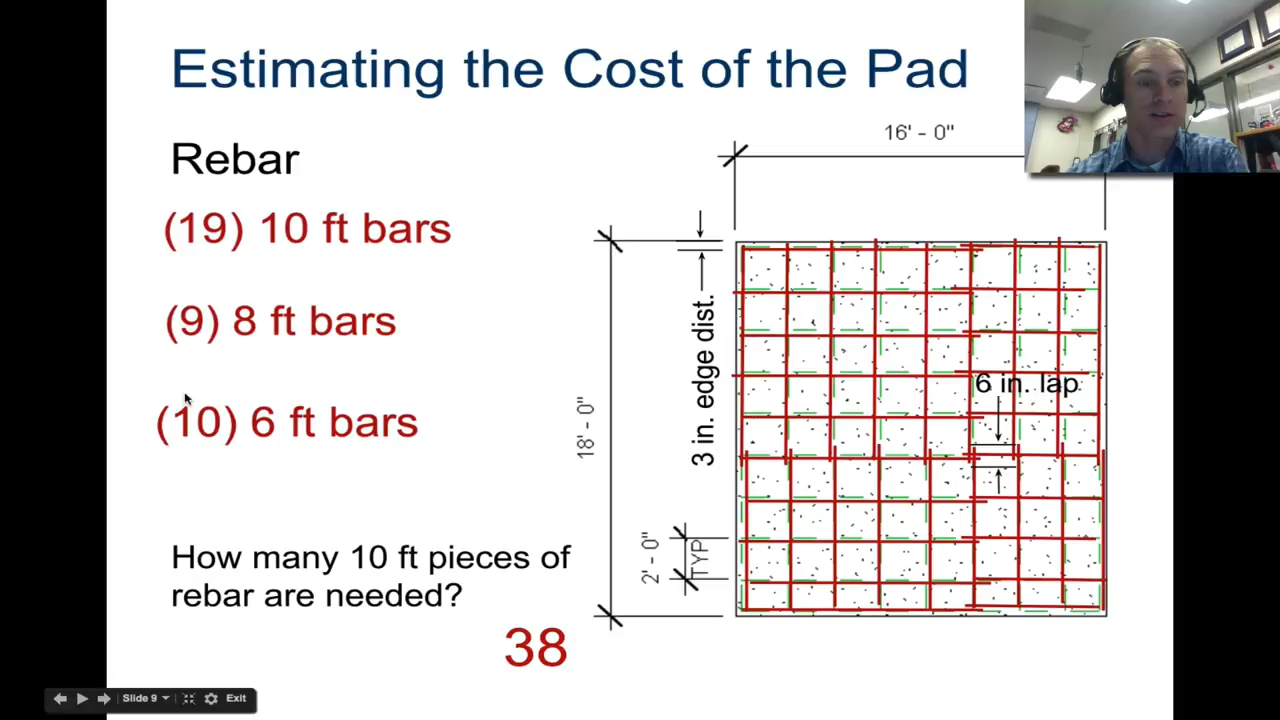 Estimating the Cost of the Pad
Rebar
(19) 10 ft bars
(9) 8 ft bars
(10) 6 ft bars
How many 10 ft pieces of
rebar are needed?
38
16' - 0"
3 in. edge dist.
18' - 0"
6 in. lap
2' - 0"
TYP
Slide 9
Exit